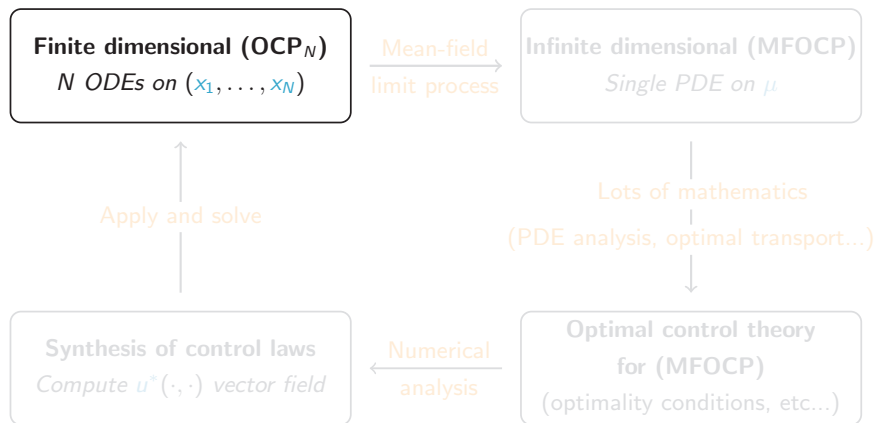 Finite dimensional (OCP_N)
N ODEs on (x_1, . . . , x_N)
Mean-field
limit process
Infinite dimensional (MFOCP)
Single PDE on μ
Lots of mathematics
(PDE analysis, optimal transport...)
Apply and solve
Synthesis of control laws
Compute u*(·, ·) vector field
Numerical
analysis
Optimal control theory
for (MFOCP)
(optimality conditions, etc...)